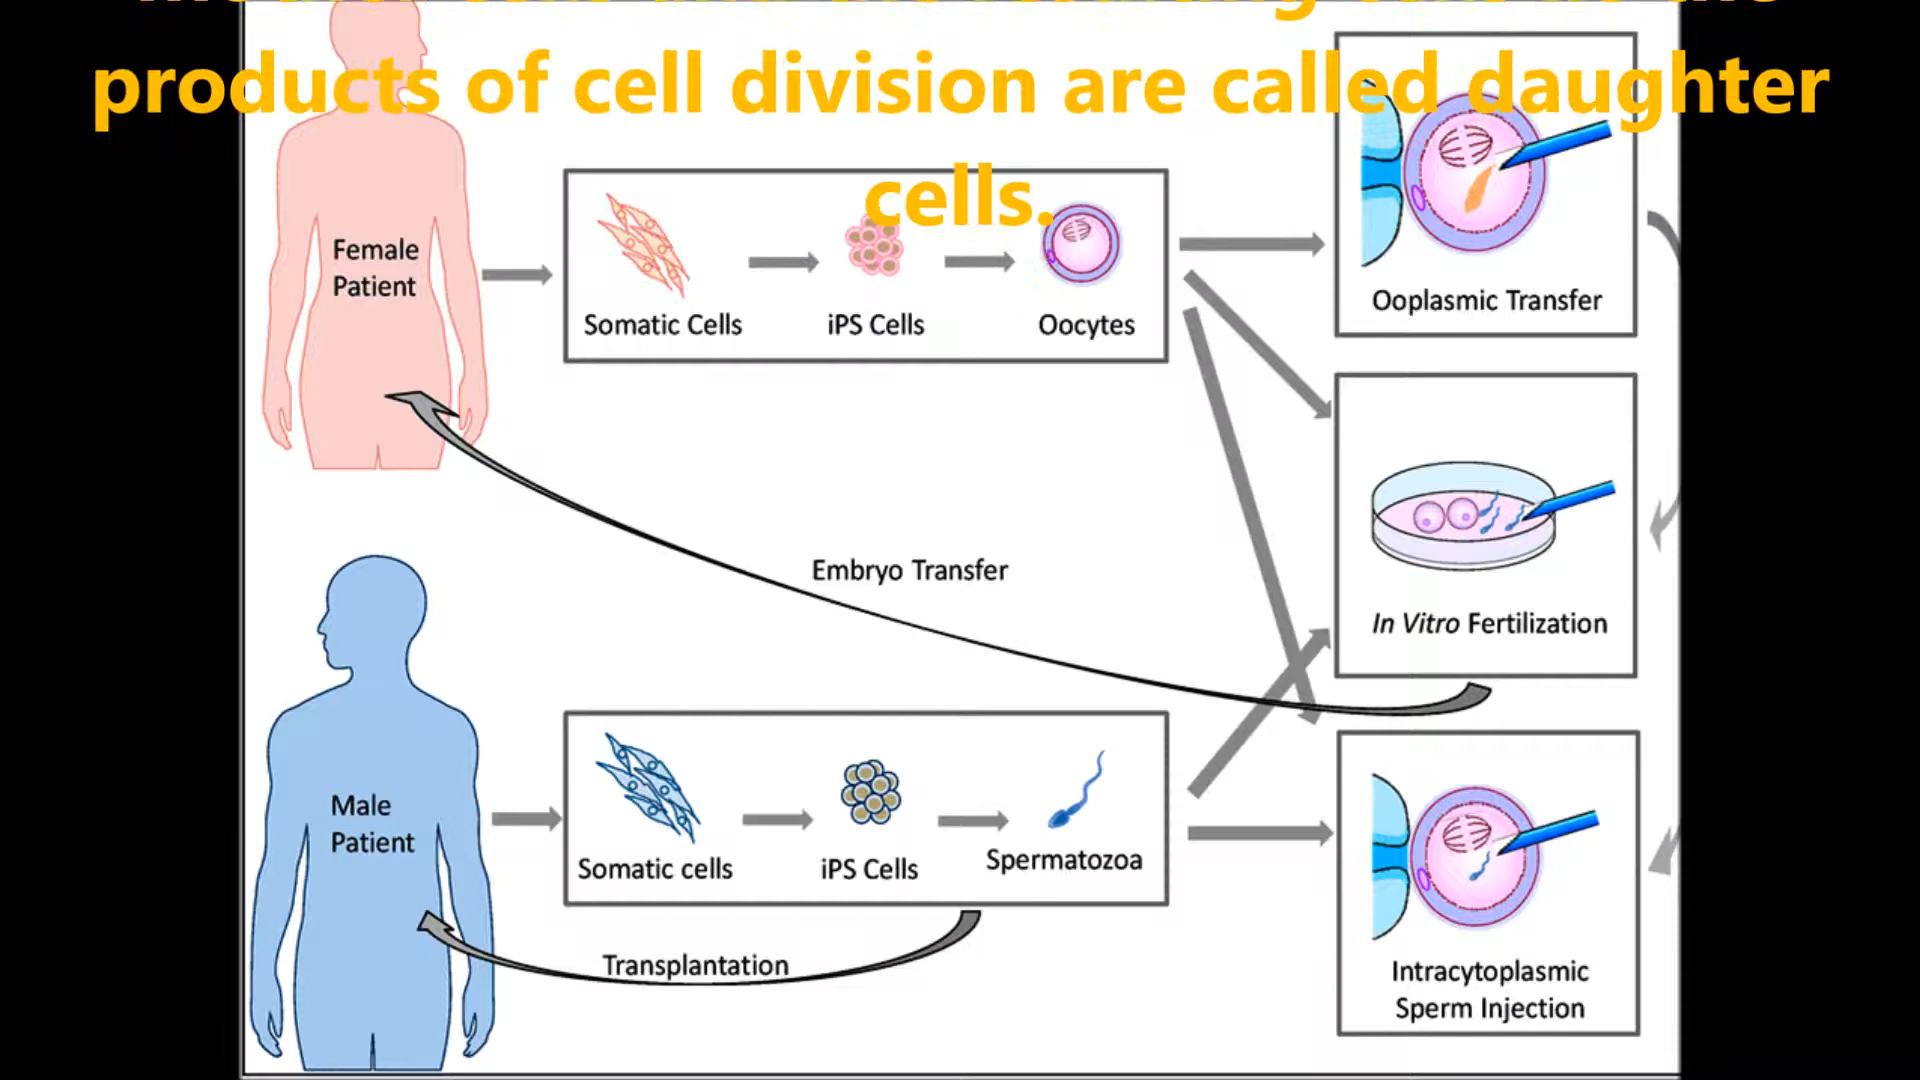 products of cell division are called daughter
cells.
Female
Patient
Somatic Cells
iPS Cells
Oocytes
Ooplasmic Transfer
In Vitro Fertilization
Embryo Transfer
Male
Patient
Somatic cells
iPS Cells
Spermatozoa
Transplantation
Intracytoplasmic
Sperm Injection